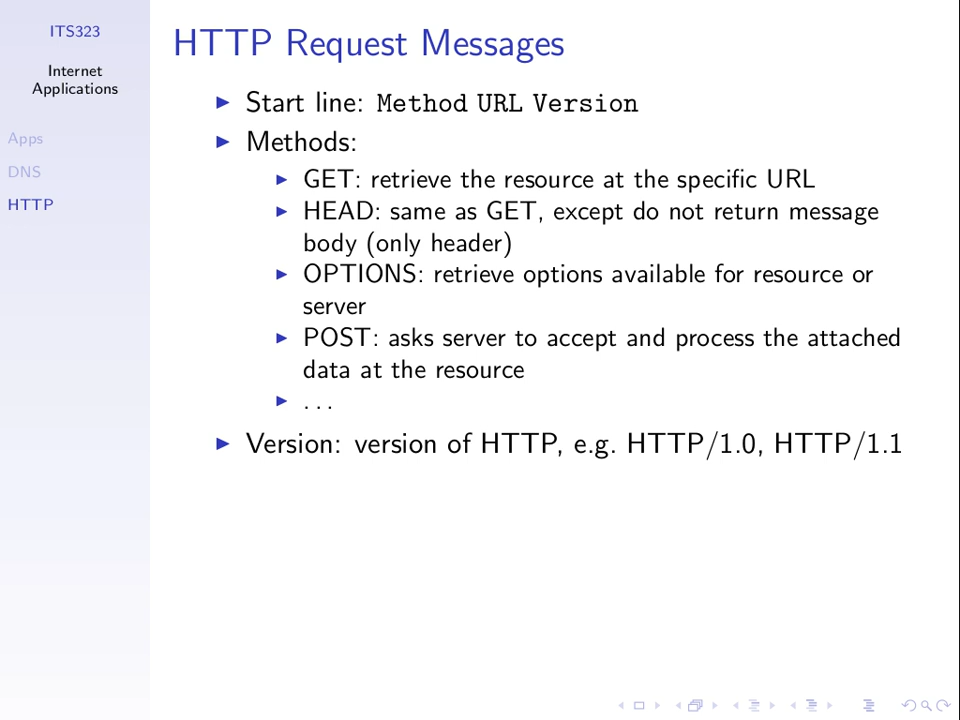 ITS323
Internet
Applications
Apps
DNS
HTTP
HTTP Request Messages
Start line: Method URL Version
Methods:
GET: retrieve the resource at the specific URL
HEAD: same as GET, except do not return message
body (only header)
OPTIONS: retrieve options available for resource or
server
POST: asks server to accept and process the attached
data at the resource
...
Version: version of HTTP, e.g. HTTP/1.0, HTTP/1.1